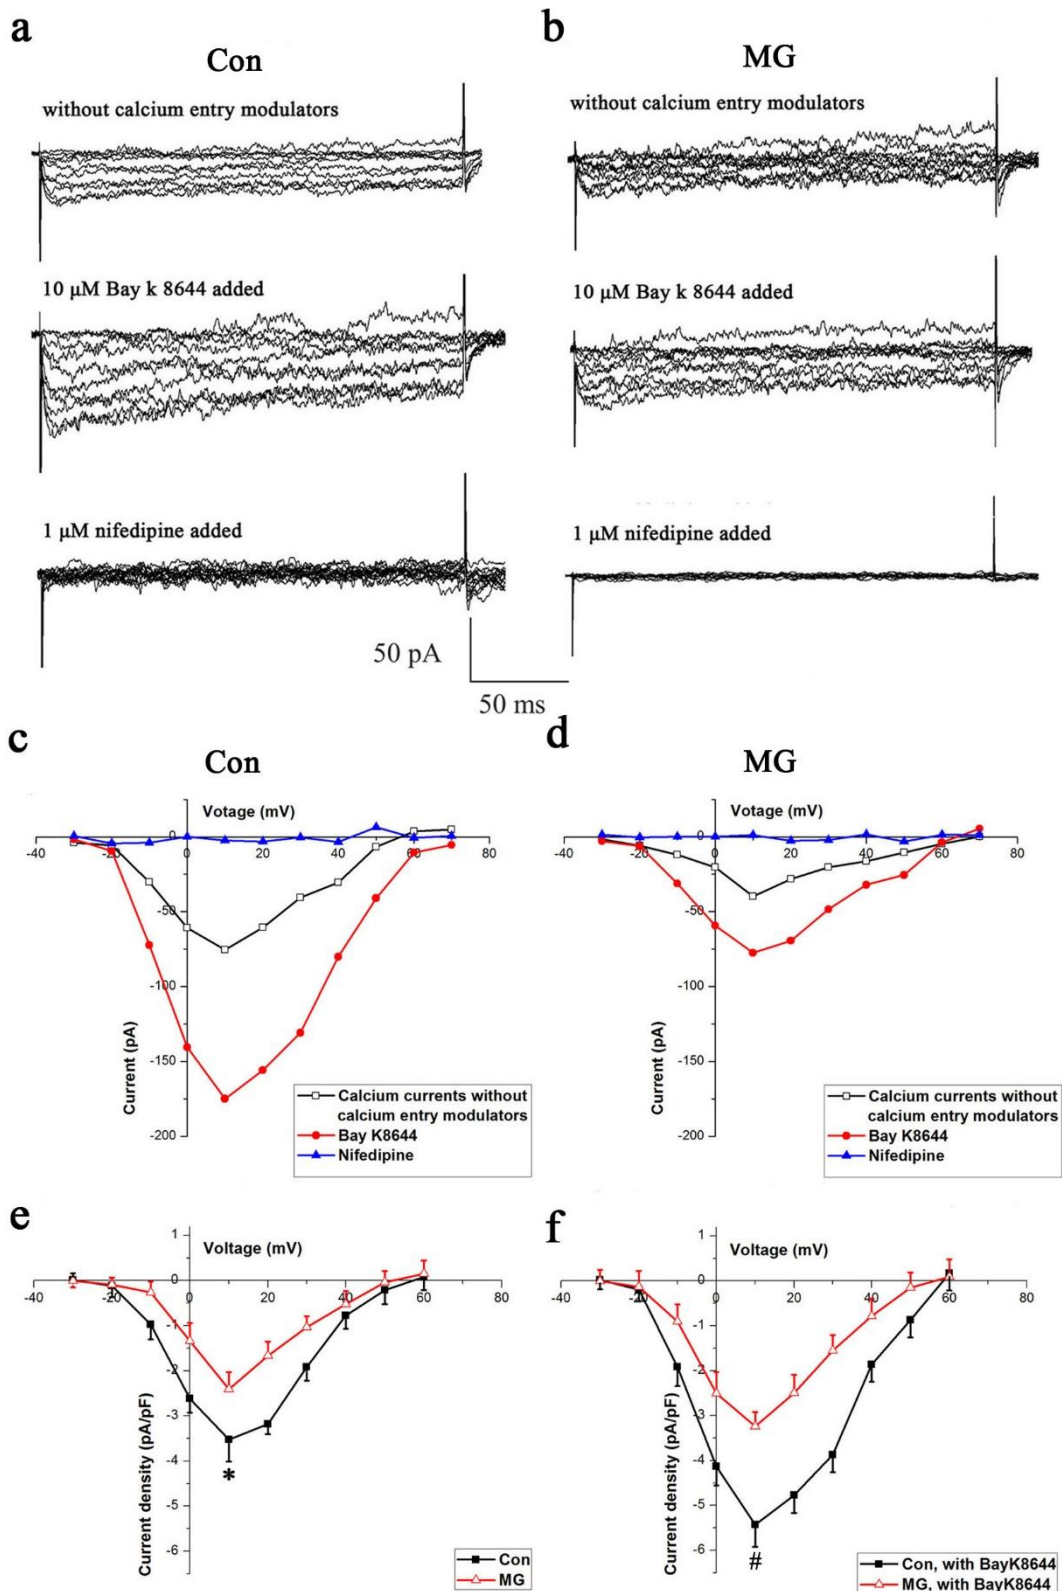 a
b
Con
MG
without calcium entry modulators
without calcium entry modulators
10 μM Bay k 8644 added
10 μM Bay k 8644 added
1 μM nifedipine added
1 μM nifedipine added
50 pA
50 ms
c
d
Con
MG
Votage (mV)
0
-40 -20 0 20 40 60 80
-50
-100
-150
-200
Current (pA)
Calcium currents without
calcium entry modulators
Bay K8644
Nifedipine
Voltage (mV)
0
-40 -20 0 20 40 60 80
-50
-100
-150
-200
Current (pA)
Calcium currents without
calcium entry modulators
Bay K8644
Nifedipine
e
f
1
Voltage (mV)
0
-40 -20 0 20 40 60 80
-1
-2
-3
-4
-5
-6
Current density (pA/pF)
*
Con
MG
1
Voltage (mV)
0
-40 -20 0 20 40 60 80
-1
-2
-3
-4
-5
-6
Current density (pA/pF)
#
Con, with BayK8644
MG, with BayK8644